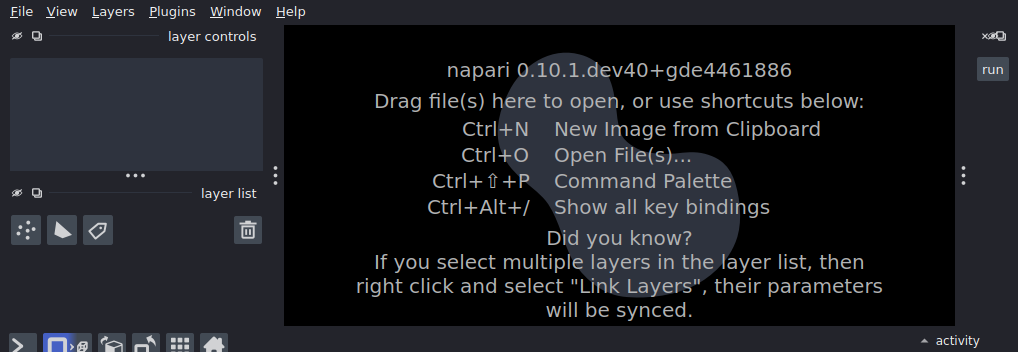 File View Layers Plugins Window Help
layer controls
run
napari 0.10.1.dev40+gde4461886
Drag file(s) here to open, or use shortcuts below:
Ctrl+N New Image from Clipboard
Ctrl+O Open File(s)...
Ctrl+⇧+P Command Palette
Ctrl+Alt+/ Show all key bindings
layer list
Did you know?
If you select multiple layers in the layer list, then
right click and select "Link Layers", their parameters
will be synced.
activity